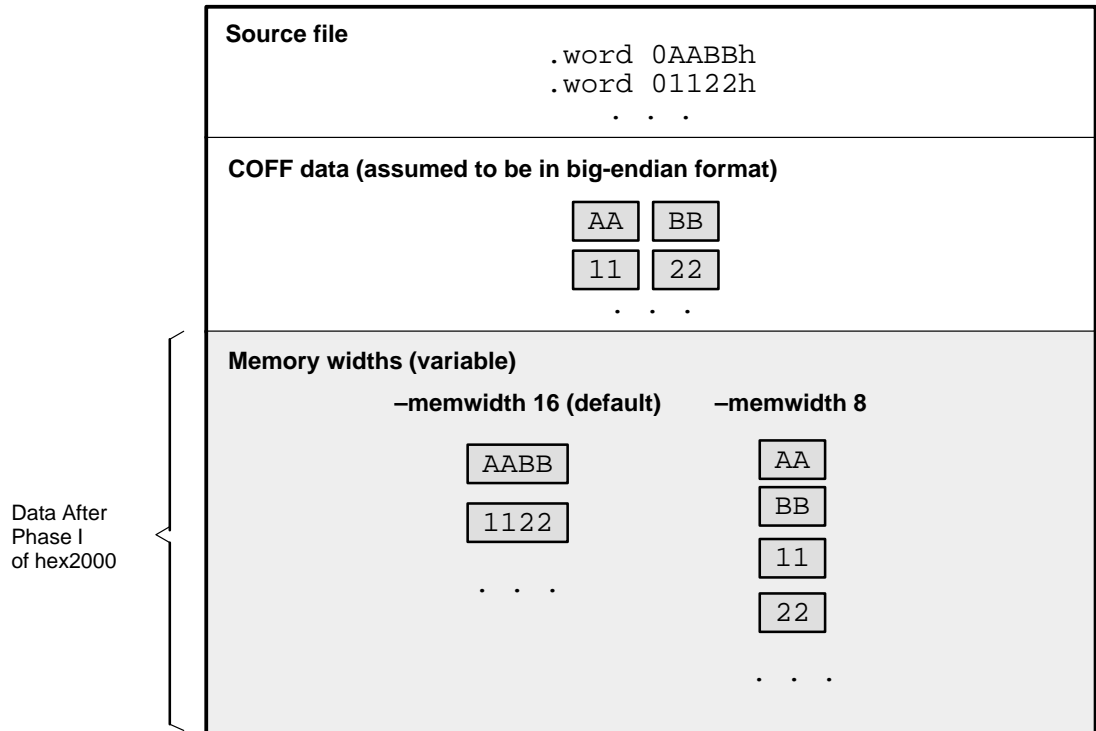 Source file
.word 0AABBh
.word 01122h
. . .
COFF data (assumed to be in big-endian format)
AA BB
11 22
. . .
Memory widths (variable)
–memwidth 16 (default) –memwidth 8
AABB
1122
. . .
AA
BB
11
22
. . .
Data After
Phase I
of hex2000